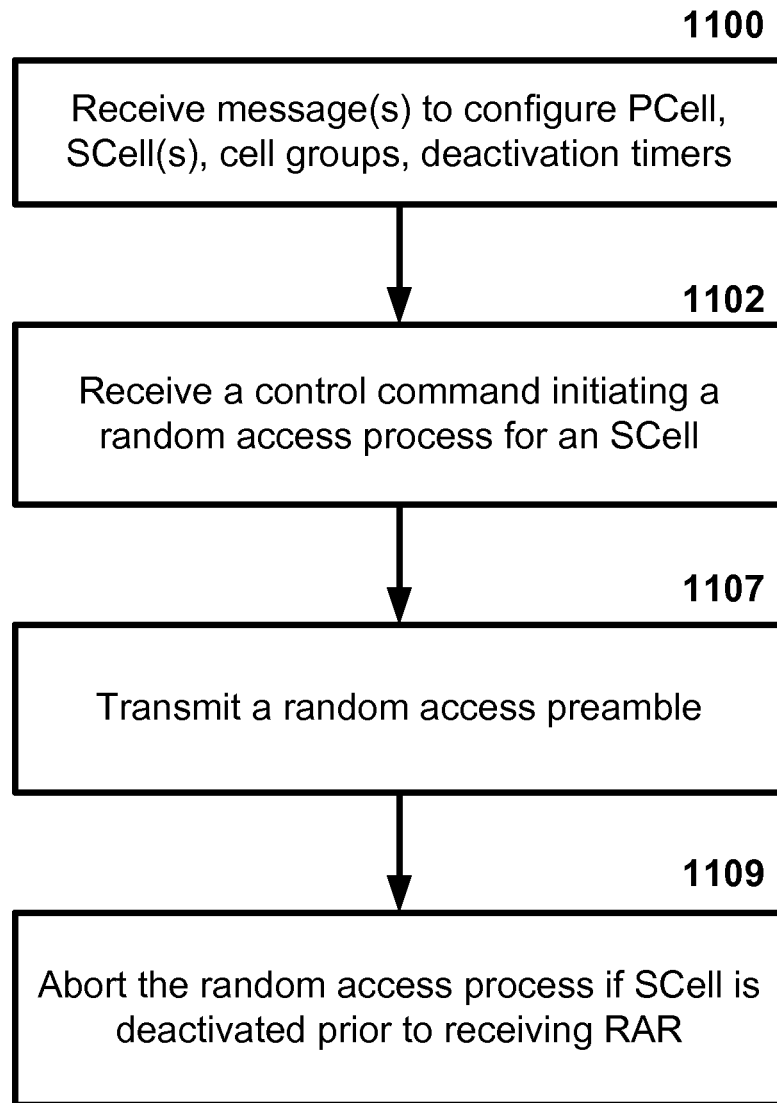 1100
Receive message(s) to configure PCell,
SCell(s), cell groups, deactivation timers
1102
Receive a control command initiating a
random access process for an SCell
1107
Transmit a random access preamble
1109
Abort the random access process if SCell is
deactivated prior to receiving RAR